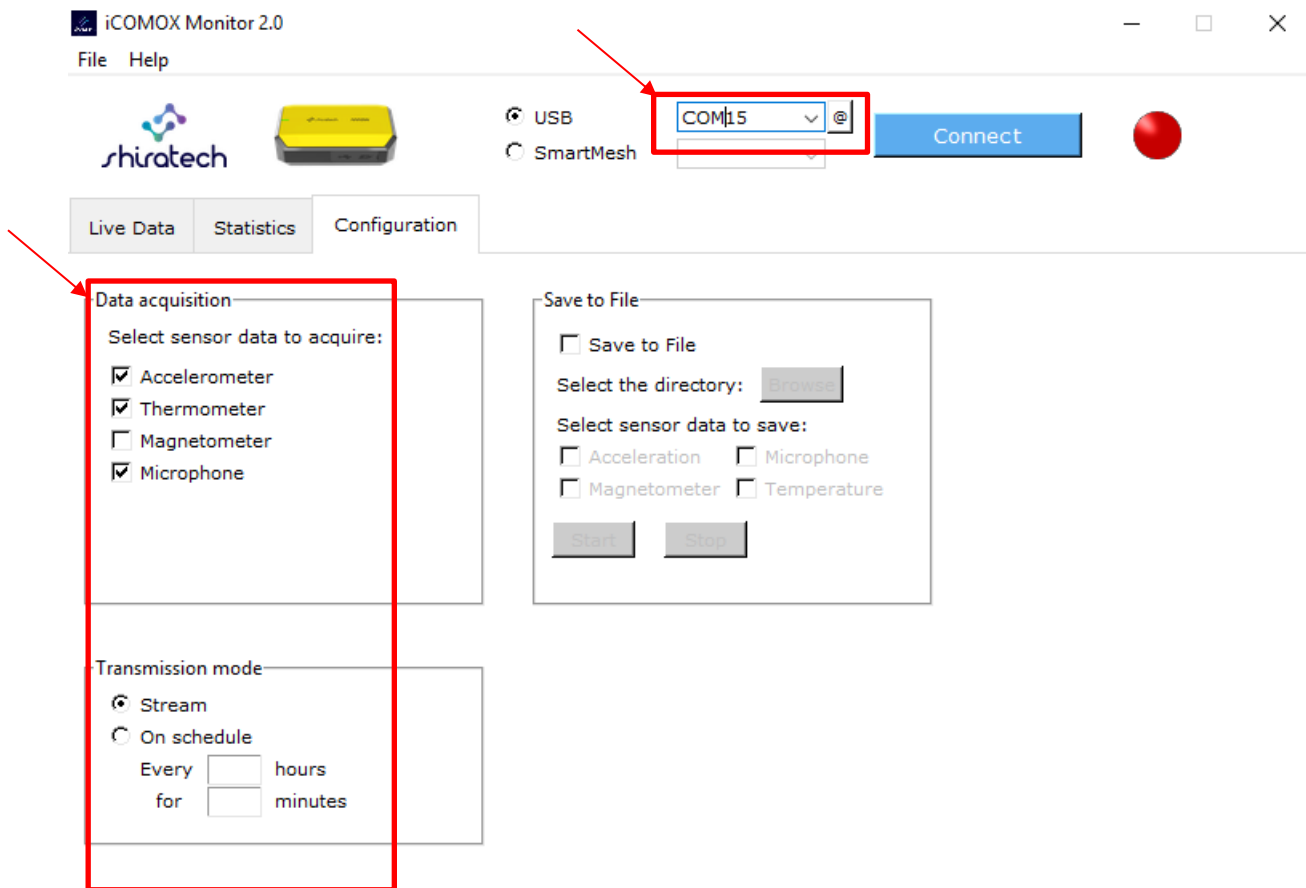 iCOMOX Monitor 2.0
File Help
shiratech
USB
COM15
@
SmartMesh
Connect
Live Data
Statistics
Configuration
Data acquisition
Select sensor data to acquire:
Accelerometer
Thermometer
Magnetometer
Microphone
Save to File
Save to File
Select the directory:
Browse
Select sensor data to save:
Acceleration
Microphone
Magnetometer
Temperature
Start
Stop
Transmission mode
Stream
On schedule
Every hours
for minutes